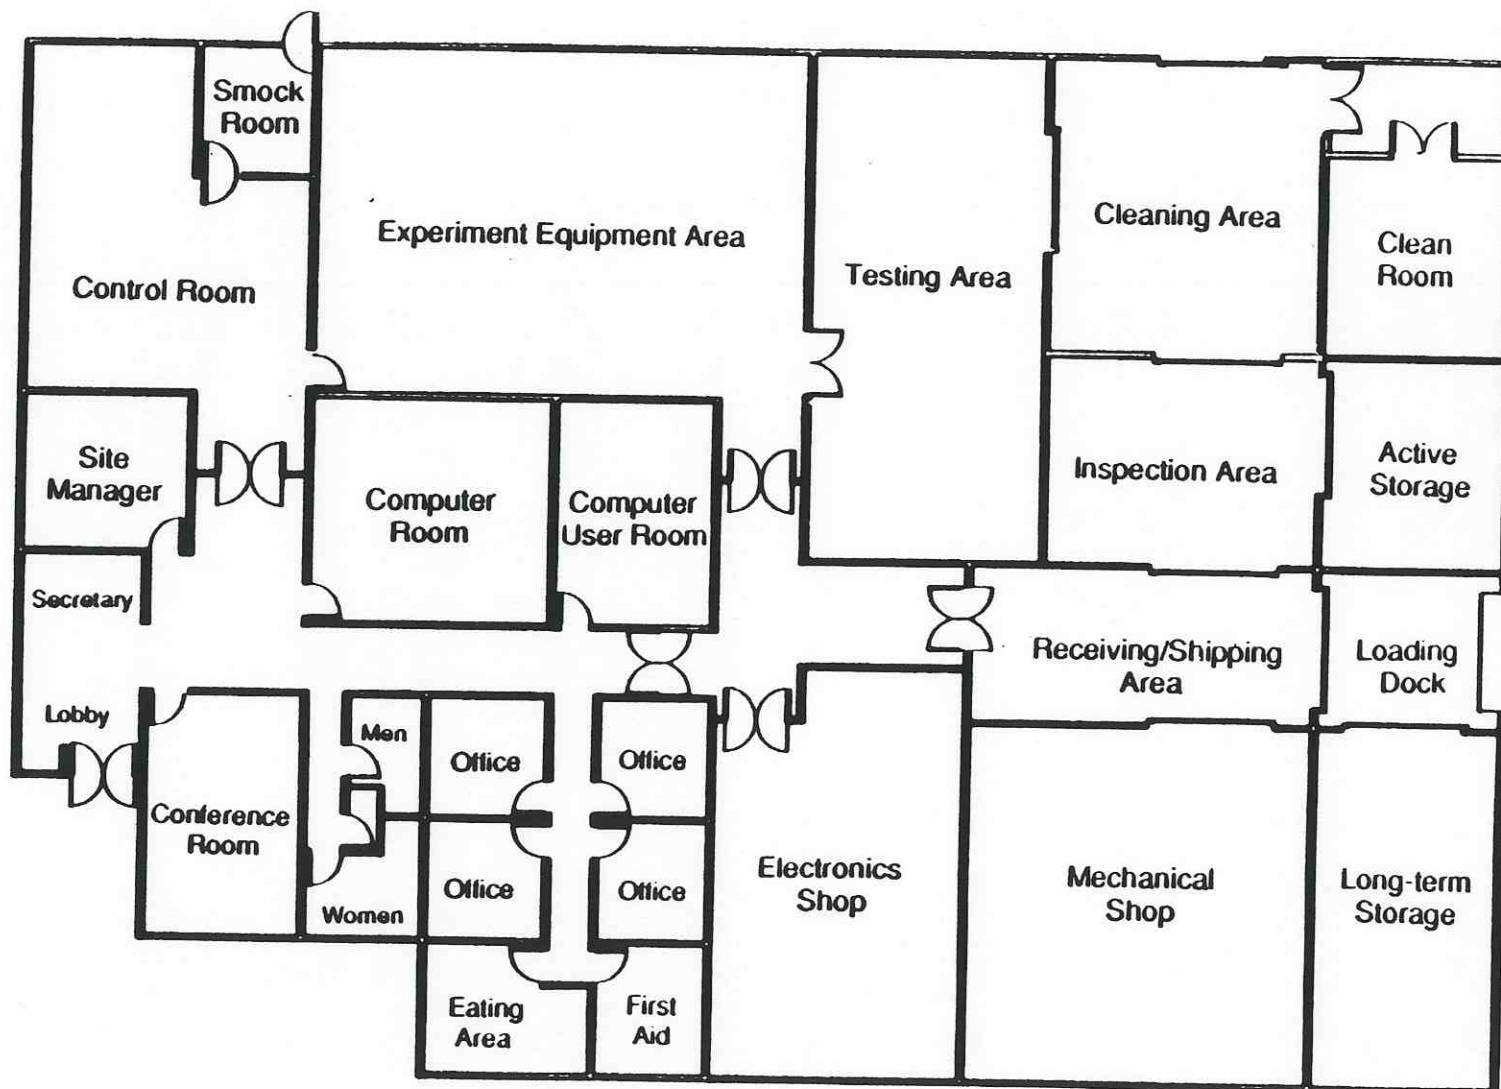 Smock
Room
Experiment Equipment Area
Control Room
Testing Area
Cleaning Area
Clean
Room
Site
Manager
Computer
Room
Computer
User Room
Inspection Area
Active
Storage
Secretary
Lobby
Receiving/Shipping
Area
Loading
Dock
Men
Office
Office
Conference
Room
Office
Office
Women
Electronics
Shop
Mechanical
Shop
Long-term
Storage
Eating
Area
First
Aid